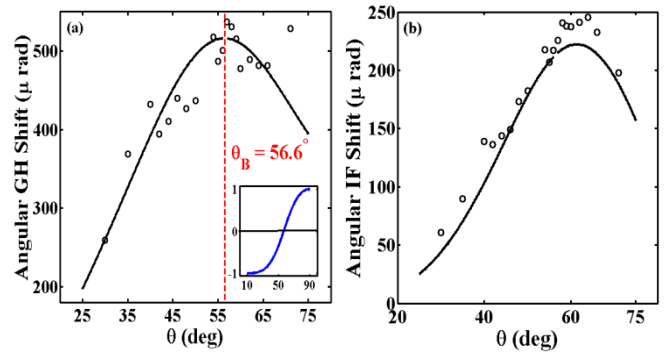 (a)
Angular GH Shift (μ rad)
500
400
300
200
θB = 56.6°
1
0
-1
10 50 90
25 35 45 55 65 75
θ (deg)
(b)
Angular IF Shift (μ rad)
250
200
150
100
50
0
20 40 60 80
θ (deg)